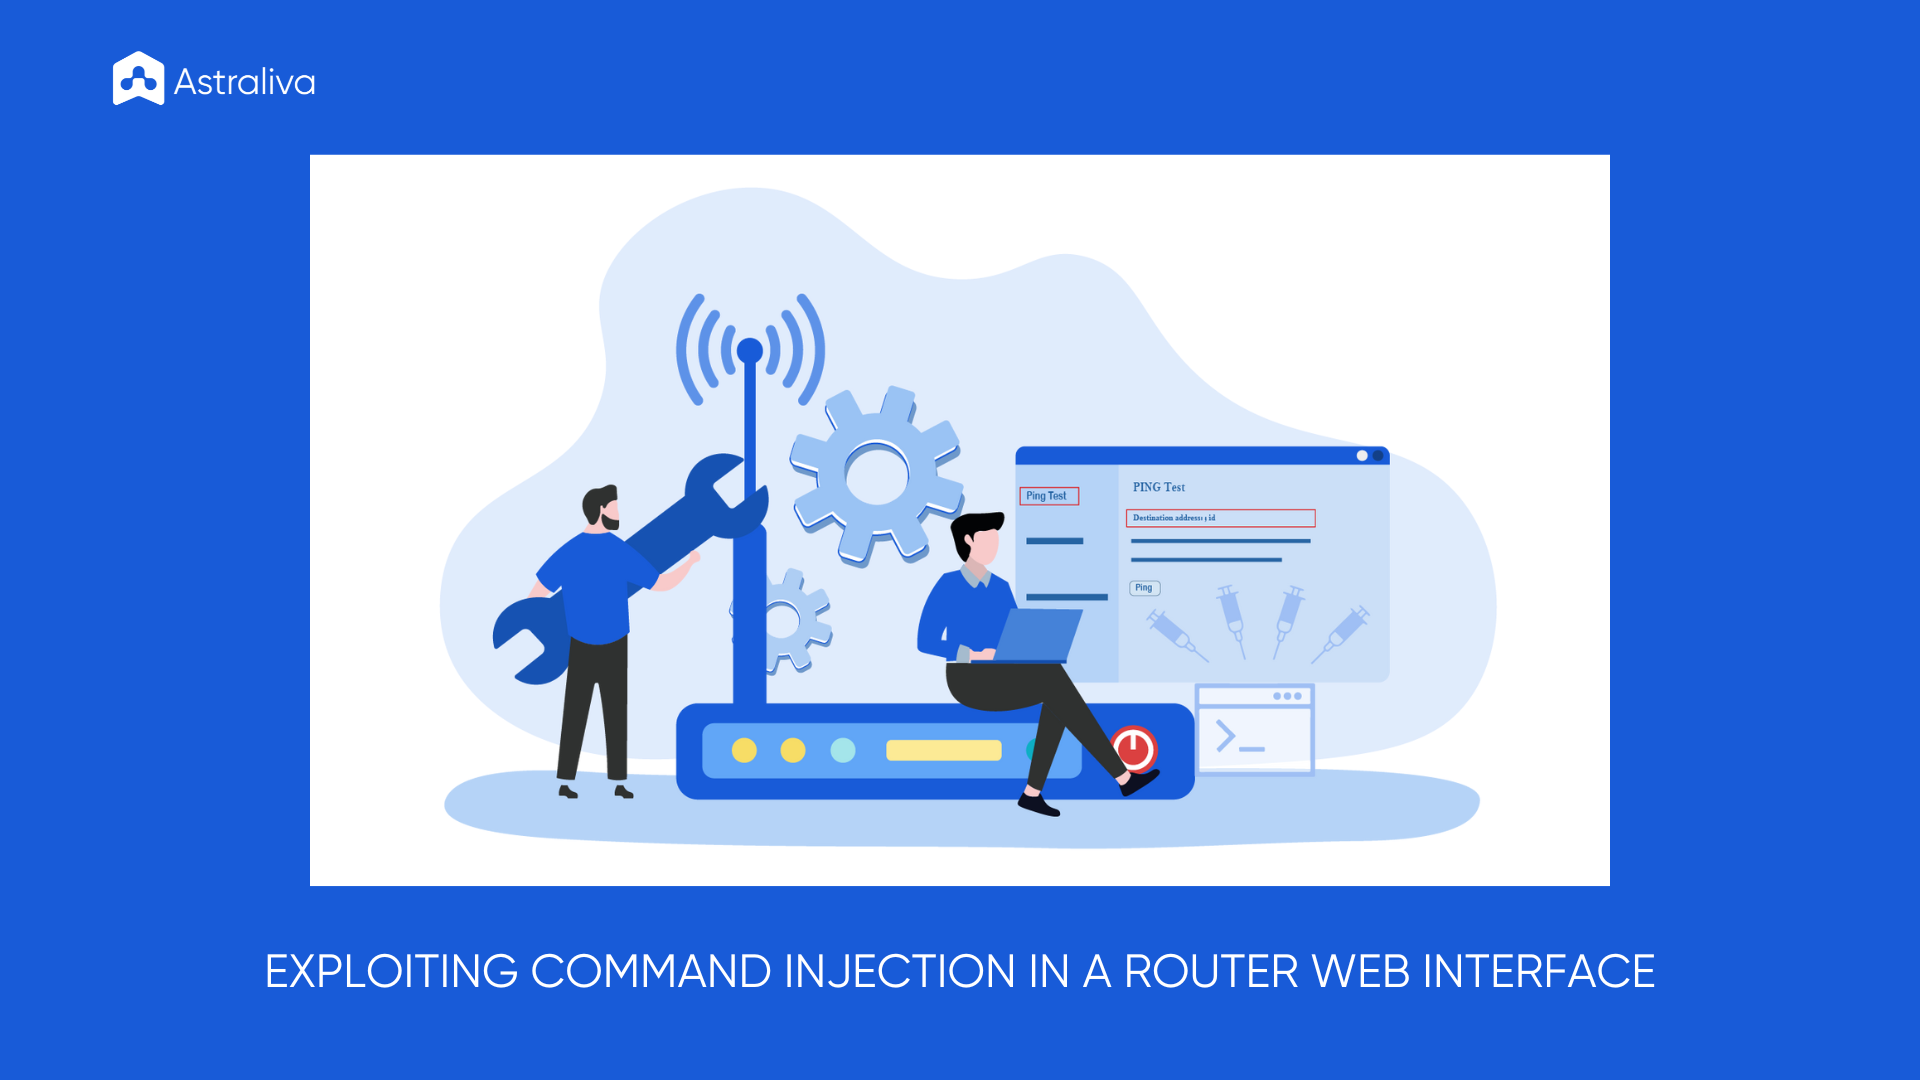 Astraliva
Ping Test
PING Test
Destination address: ; id
Ping
EXPLOITING COMMAND INJECTION IN A ROUTER WEB INTERFACE